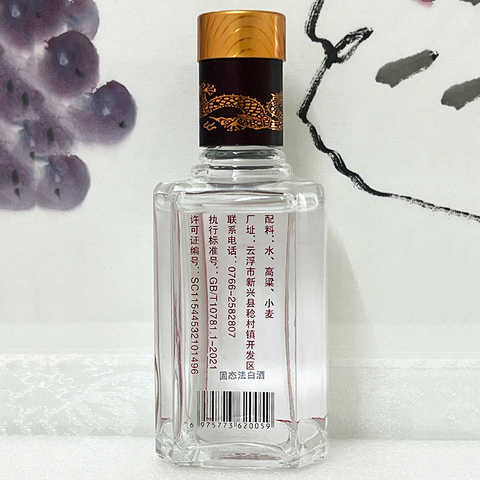 配料：水、高粱、小麦
厂址：云浮市新兴县稔村镇开发区
联系电话：0766-2582807
执行标准号：GB/T10781.1-2021
许可证编号：SC11544532101496
固态法白酒
6 975773 620059